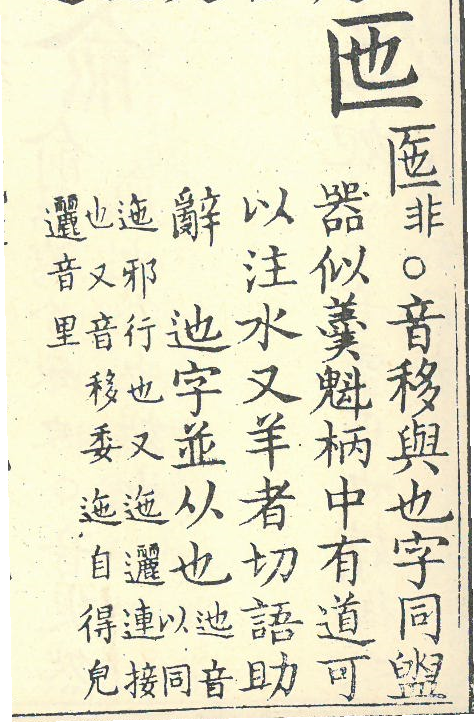 匜
非○音移與也字同盥
器似羹魁柄中有道可
以注水又羊者切語助
辭 迆字並从也
迆音
以同
迤邪行也又迤邐連接
也又音移委迤自得皃
邐音里